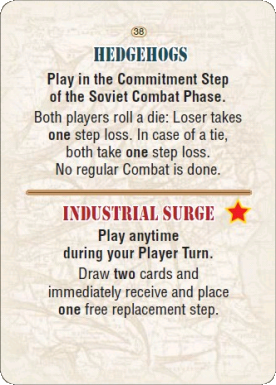 38
HEDGEHOGS
Play in the Commitment Step
of the Soviet Combat Phase.
Both players roll a die: Loser takes
one step loss. In case of a tie,
both take one step loss.
No regular Combat is done.
INDUSTRIAL SURGE
Play anytime
during your Player Turn.
Draw two cards and
immediately receive and place
one free replacement step.